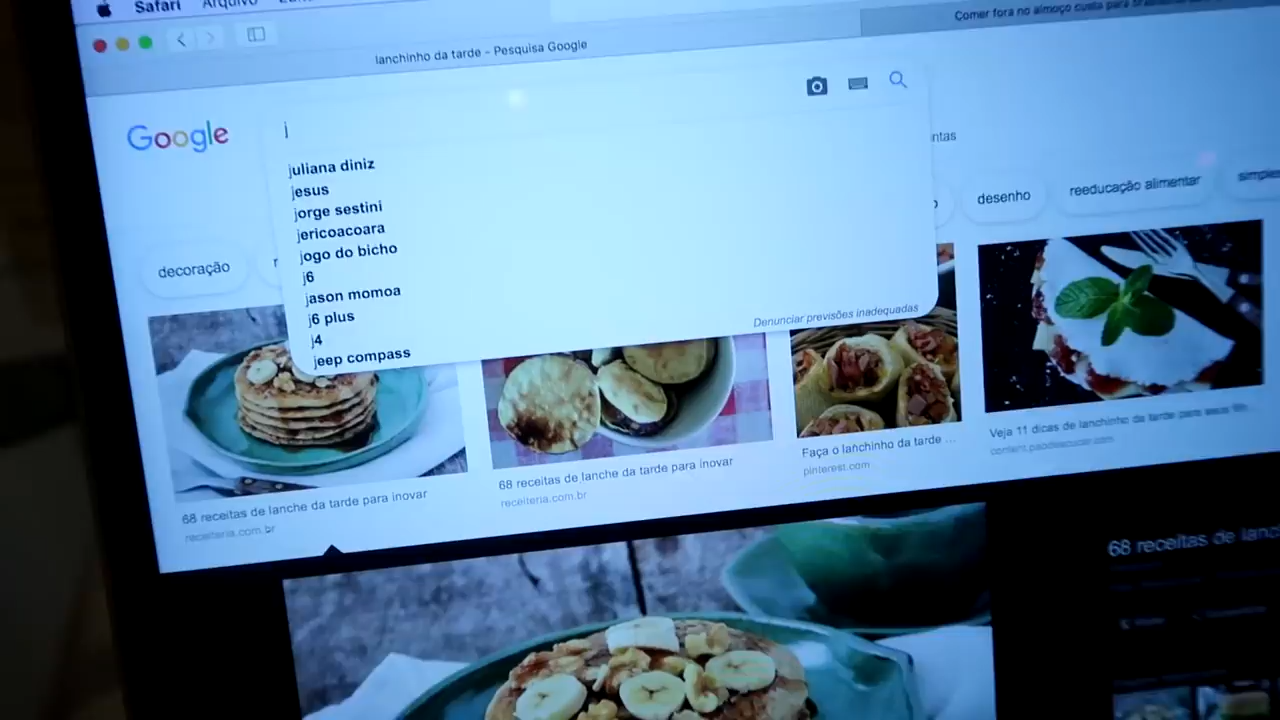 Safari Arquivo
Comer fora no almoço custa para
lanchinho da tarde - Pesquisa Google
Google
j
ntas
juliana diniz
jesus
jorge sestini
jericoacoara
jogo do bicho
j6
jason momoa
j6 plus
j4
jeep compass
Denunciar previsões inadequadas
decoração
desenho
reeducação alimentar
simples
68 receitas de lanche da tarde para inovar
receiteria.com.br
68 receitas de lanche da tarde para inovar
receiteria.com.br
Faça o lanchinho da tarde ...
pinterest.com
Veja 11 dicas de lanchinho da tarde para
68 receitas de lanc